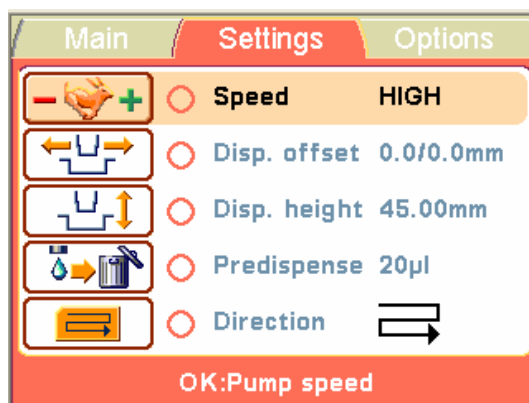 Main Settings Options
Speed HIGH
Disp. offset 0.0/0.0mm
Disp. height 45.00mm
Predispense 20µl
Direction
OK:Pump speed